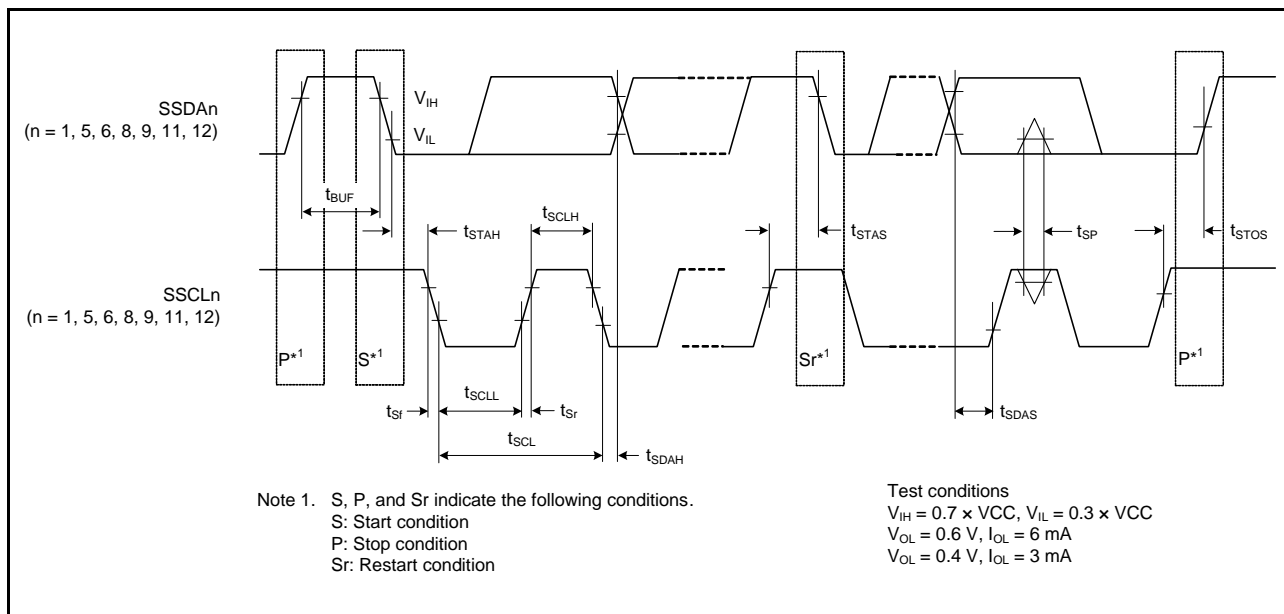 SSDAn
(n = 1, 5, 6, 8, 9, 11, 12)
VIH
VIL
tBUF
tSTAH
tSCLH
tSTAS
tSP
tSTOS
SSCLn
(n = 1, 5, 6, 8, 9, 11, 12)
P*1
S*1
Sr*1
P*1
tSf
tSCLL
tSr
tSDAS
tSCL
tSDAH
Note 1. S, P, and Sr indicate the following conditions.
S: Start condition
P: Stop condition
Sr: Restart condition
Test conditions
VIH = 0.7 × VCC, VIL = 0.3 × VCC
VOL = 0.6 V, IOL = 6 mA
VOL = 0.4 V, IOL = 3 mA